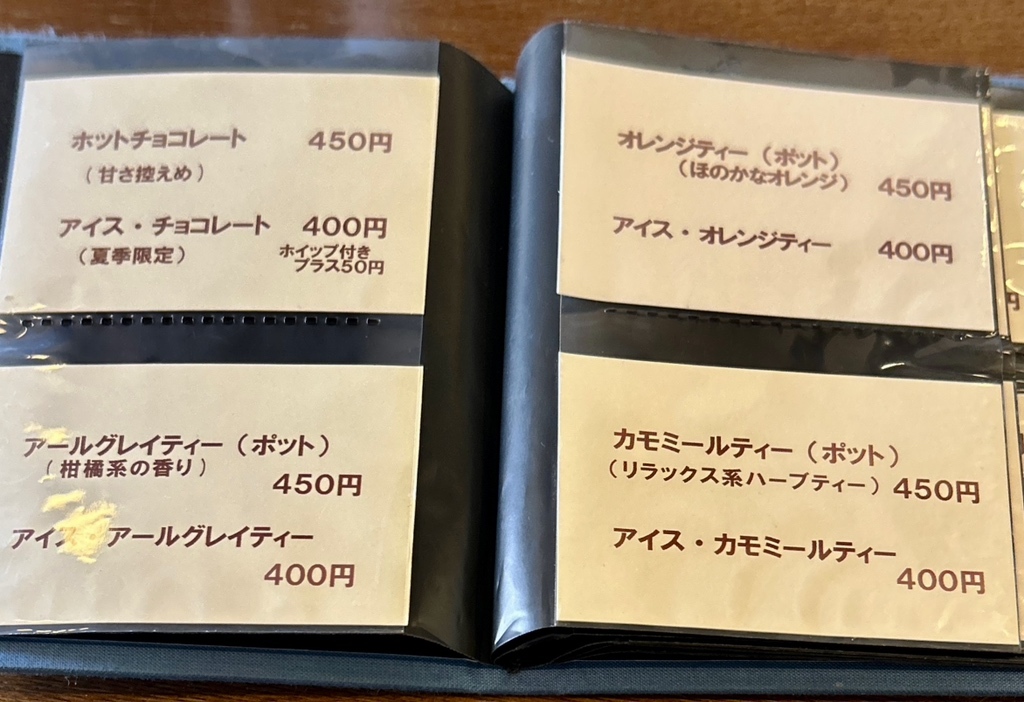 ホットチョコレート 450円
(甘さ控えめ)
アイス・チョコレート 400円
(夏季限定) ホイップ付き
プラス50円
アールグレイティー(ポット)
(柑橘系の香り)
450円
アイス アールグレイティー
400円
オレンジティー(ポット)
(ほのかなオレンジ) 450円
アイス・オレンジティー 400円
カモミールティー(ポット)
(リラックス系ハーブティー) 450円
アイス・カモミールティー
400円
円